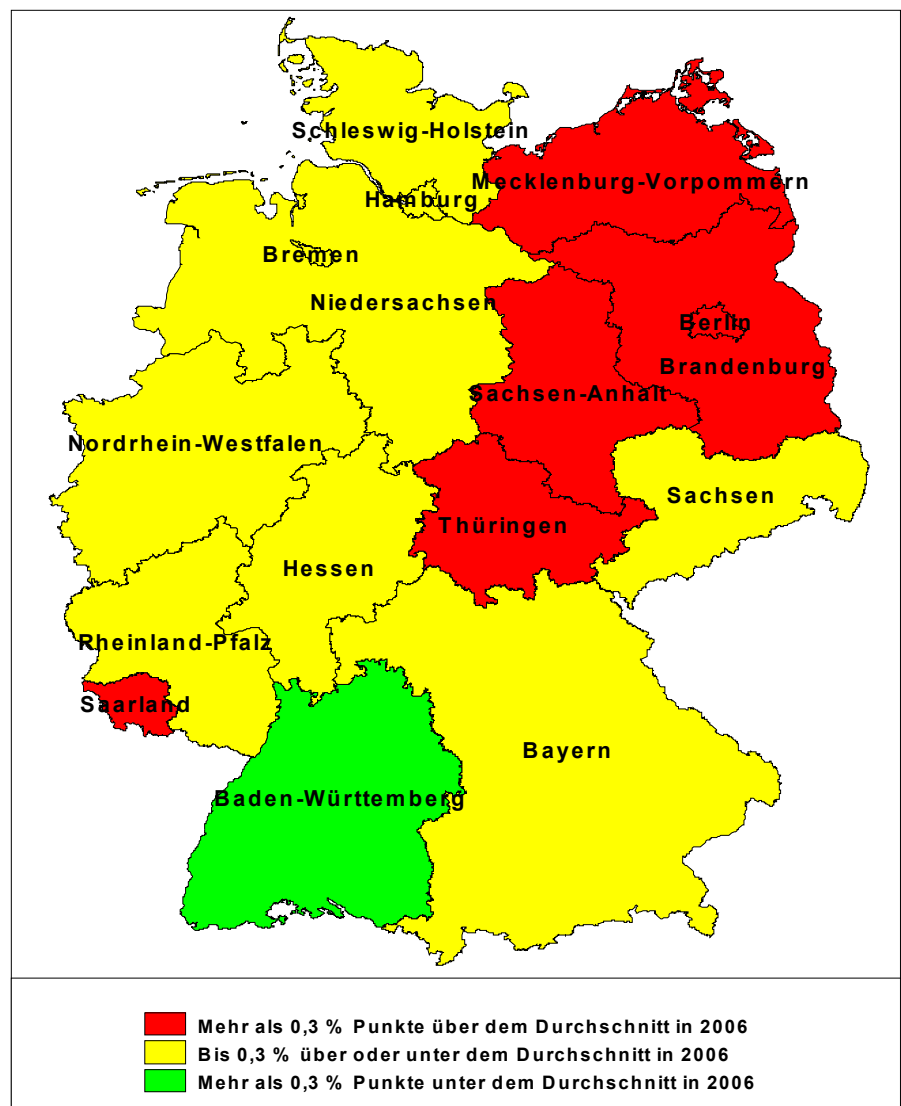 Schleswig-Holstein
Mecklenburg-Vorpommern
Hamburg
Bremen
Niedersachsen
Berlin
Brandenburg
Sachsen-Anhalt
Nordrhein-Westfalen
Sachsen
Thüringen
Hessen
Rheinland-Pfalz
Saarland
Bayern
Baden-Württemberg
Mehr als 0,3 % Punkte über dem Durchschnitt in 2006
Bis 0,3 % über oder unter dem Durchschnitt in 2006
Mehr als 0,3 % Punkte unter dem Durchschnitt in 2006